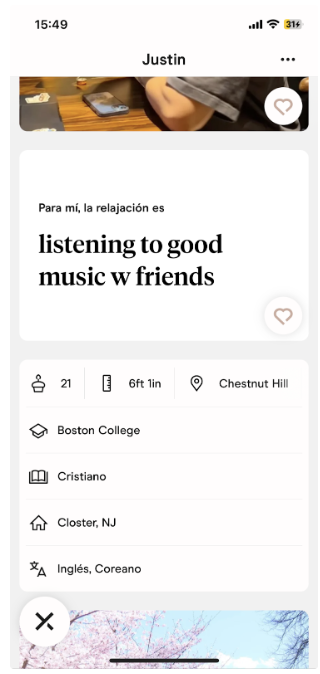 15:49
31
Justin
Para mí, la relajación es
listening to good
music w friends
21
6ft 1in
Chestnut Hill
Boston College
Cristiano
Closter, NJ
Inglés, Coreano